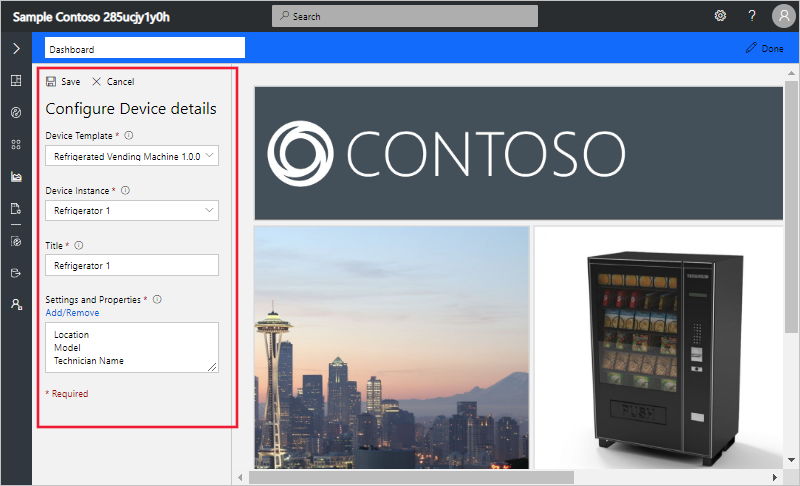 Sample Contoso 285ucjy1y0h
Search
?
Dashboard
Done
Save
Cancel
Configure Device details
Device Template *
Refrigerated Vending Machine 1.0.0
Device Instance *
Refrigerator 1
Title *
Refrigerator 1
Settings and Properties *
Add/Remove
Location
Model
Technician Name
* Required
CONTOSO
PUSH